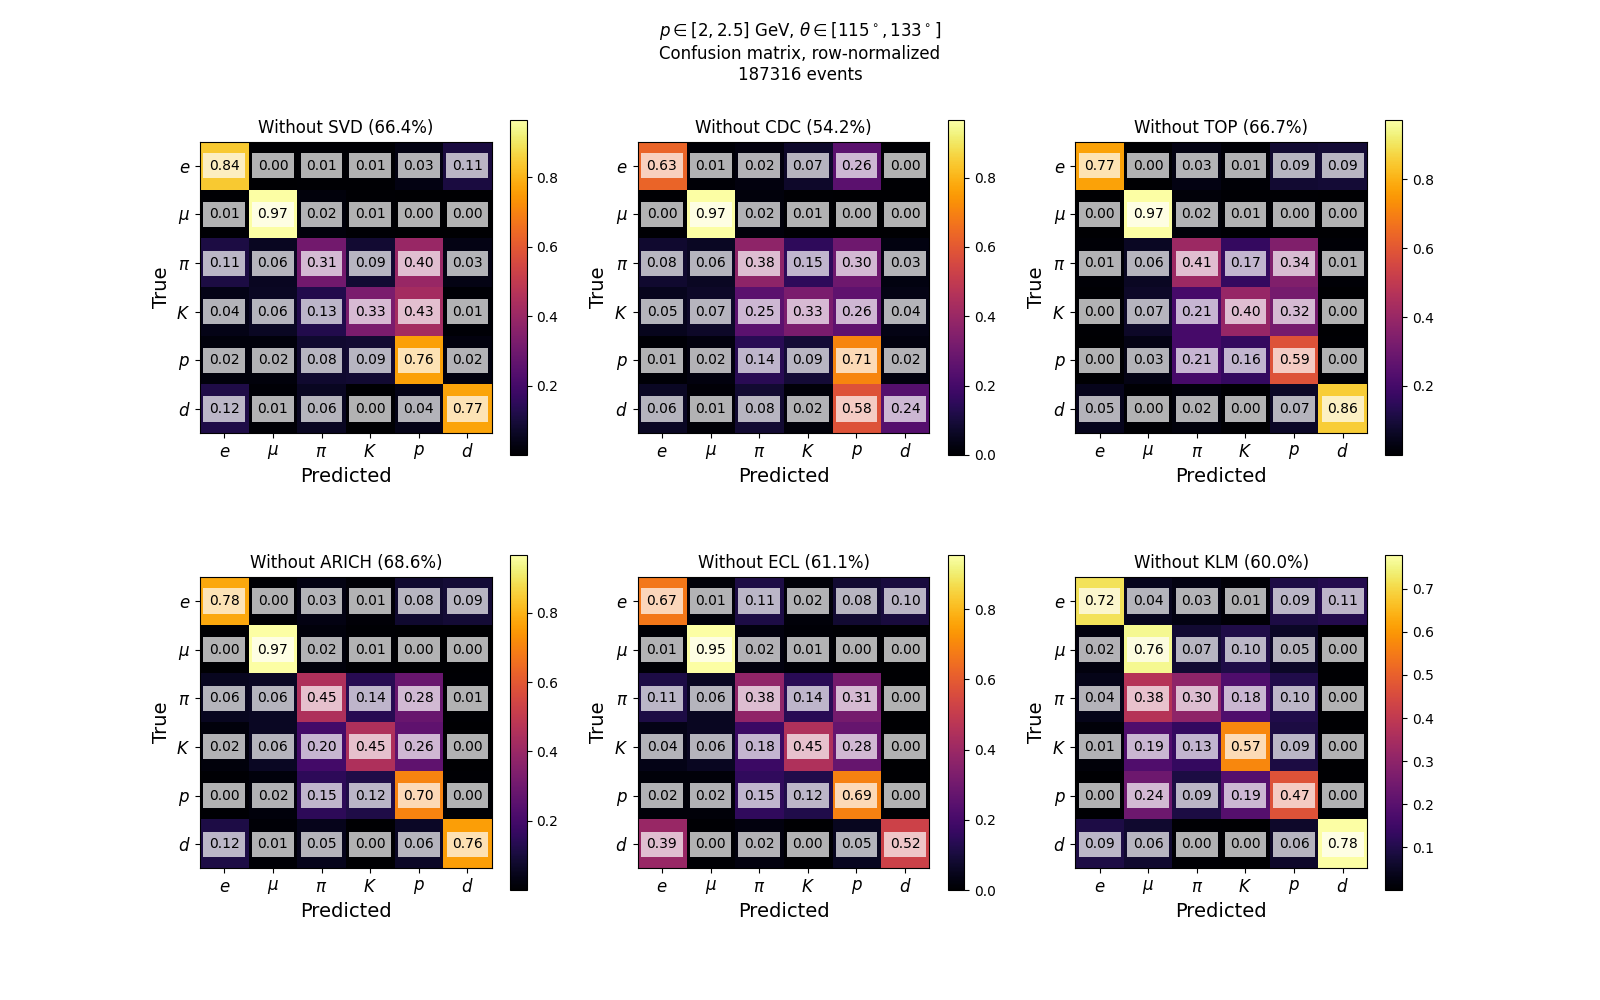 p ∈ [2, 2.5] GeV, θ ∈ [115°, 133°]
Confusion matrix, row-normalized
187316 events
Without SVD (66.4%)
e 0.84 0.00 0.01 0.01 0.03 0.11
μ 0.01 0.97 0.02 0.01 0.00 0.00
π 0.11 0.06 0.31 0.09 0.40 0.03
K 0.04 0.06 0.13 0.33 0.43 0.01
p 0.02 0.02 0.08 0.09 0.76 0.02
d 0.12 0.01 0.06 0.00 0.04 0.77
e μ π K p d
True
Predicted
0.8
0.6
0.4
0.2
Without CDC (54.2%)
e 0.63 0.01 0.02 0.07 0.26 0.00
μ 0.00 0.97 0.02 0.01 0.00 0.00
π 0.08 0.06 0.38 0.15 0.30 0.03
K 0.05 0.07 0.25 0.33 0.26 0.04
p 0.01 0.02 0.14 0.09 0.71 0.02
d 0.06 0.01 0.08 0.02 0.58 0.24
e μ π K p d
True
Predicted
0.8
0.6
0.4
0.2
0.0
Without TOP (66.7%)
e 0.77 0.00 0.03 0.01 0.09 0.09
μ 0.00 0.97 0.02 0.01 0.00 0.00
π 0.01 0.06 0.41 0.17 0.34 0.01
K 0.00 0.07 0.21 0.40 0.32 0.00
p 0.00 0.03 0.21 0.16 0.59 0.00
d 0.05 0.00 0.02 0.00 0.07 0.86
e μ π K p d
True
Predicted
0.8
0.6
0.4
0.2
Without ARICH (68.6%)
e 0.78 0.00 0.03 0.01 0.08 0.09
μ 0.00 0.97 0.02 0.01 0.00 0.00
π 0.06 0.06 0.45 0.14 0.28 0.01
K 0.02 0.06 0.20 0.45 0.26 0.00
p 0.00 0.02 0.15 0.12 0.70 0.00
d 0.12 0.01 0.05 0.00 0.06 0.76
e μ π K p d
True
Predicted
0.8
0.6
0.4
0.2
Without ECL (61.1%)
e 0.67 0.01 0.11 0.02 0.08 0.10
μ 0.01 0.95 0.02 0.01 0.00 0.00
π 0.11 0.06 0.38 0.14 0.31 0.00
K 0.04 0.06 0.18 0.45 0.28 0.00
p 0.02 0.02 0.15 0.12 0.69 0.00
d 0.39 0.00 0.02 0.00 0.05 0.52
e μ π K p d
True
Predicted
0.8
0.6
0.4
0.2
0.0
Without KLM (60.0%)
e 0.72 0.04 0.03 0.01 0.09 0.11
μ 0.02 0.76 0.07 0.10 0.05 0.00
π 0.04 0.38 0.30 0.18 0.10 0.00
K 0.01 0.19 0.13 0.57 0.09 0.00
p 0.00 0.24 0.09 0.19 0.47 0.00
d 0.09 0.06 0.00 0.00 0.06 0.78
e μ π K p d
True
Predicted
0.7
0.6
0.5
0.4
0.3
0.2
0.1